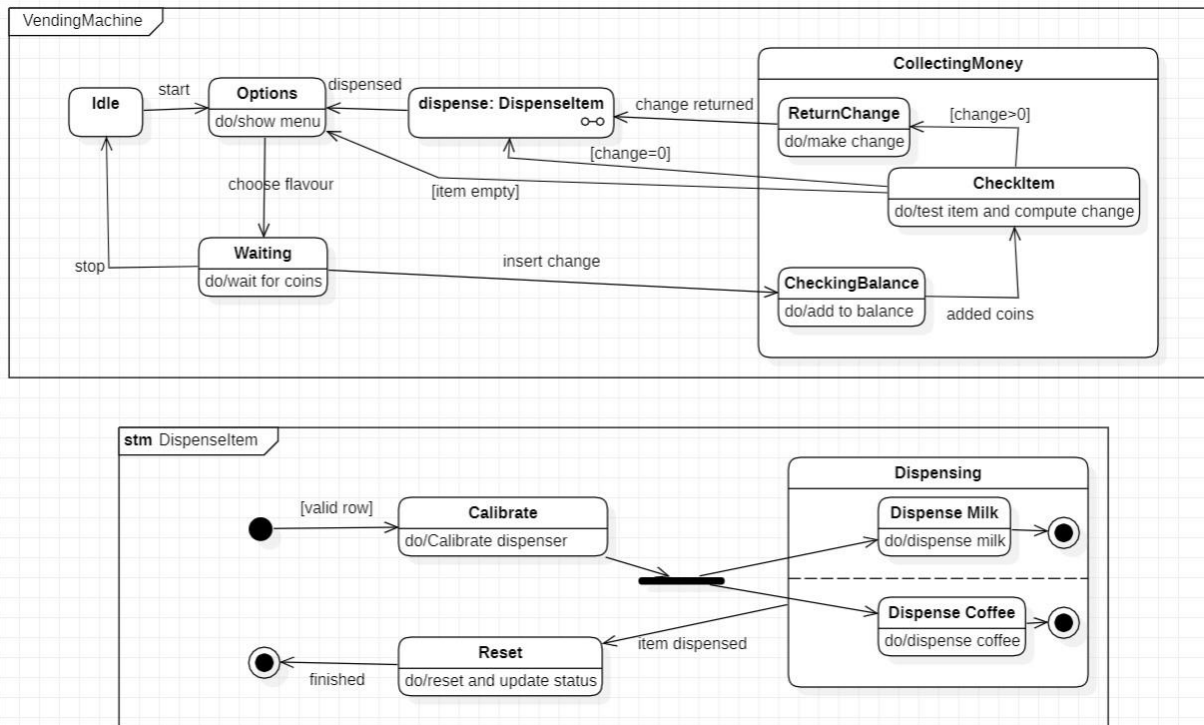 VendingMachine
CollectingMoney
Idle
start
Options
do/show menu
dispensed
dispense: DispenseItem
change returned
ReturnChange
do/make change
[change>0]
[change=0]
[item empty]
CheckItem
do/test item and compute change
choose flavour
Waiting
do/wait for coins
stop
insert change
CheckingBalance
do/add to balance
added coins
stm DispenseItem
Dispensing
[valid row]
Calibrate
do/Calibrate dispenser
Dispense Milk
do/dispense milk
Dispense Coffee
do/dispense coffee
item dispensed
Reset
do/reset and update status
finished